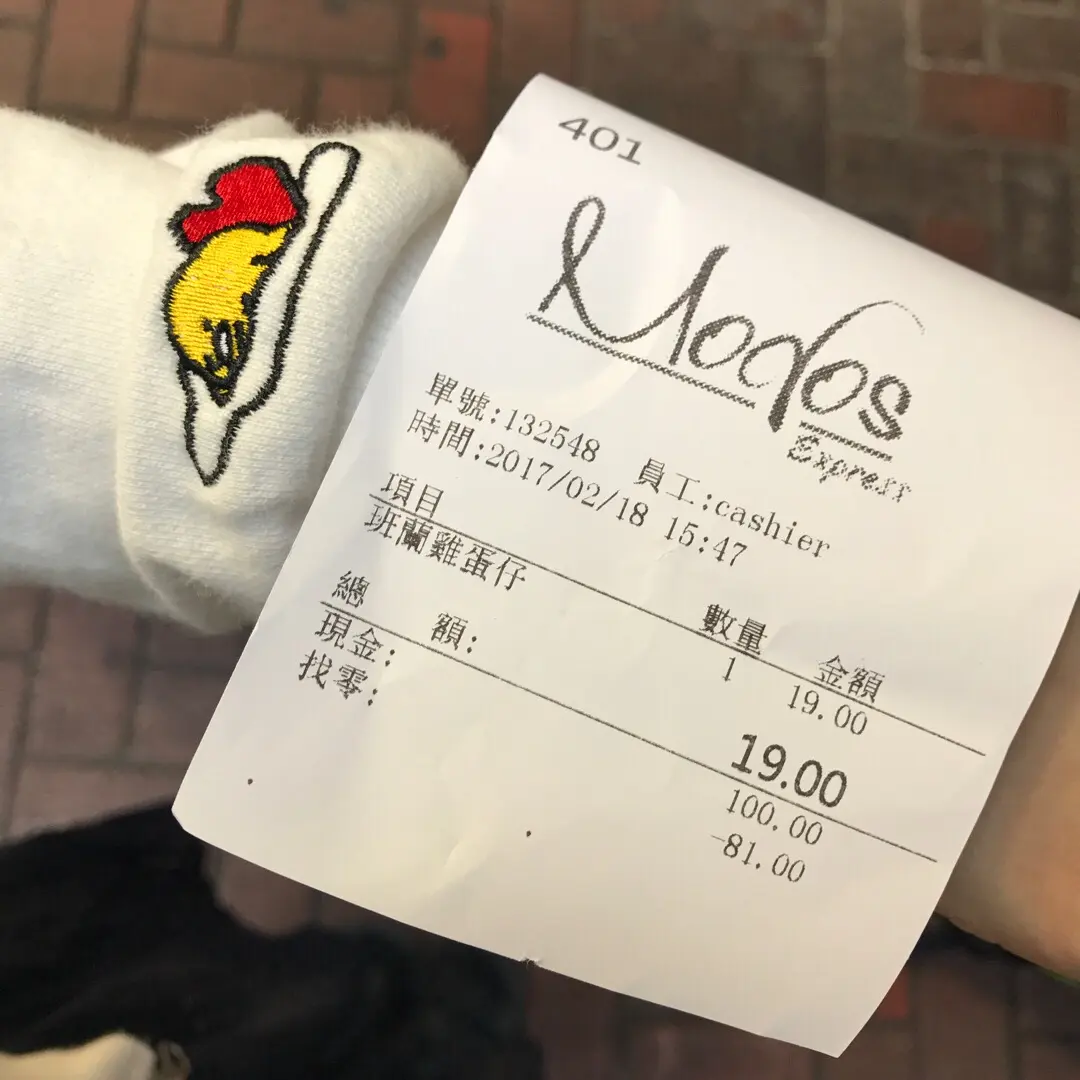 401
Modos
Express
單號:132548 員工:cashier
時間:2017/02/18 15:47
項目 數量 金額
班蘭雞蛋仔 1 19.00
總 額: 19.00
現金: 100.00
找零: -81.00